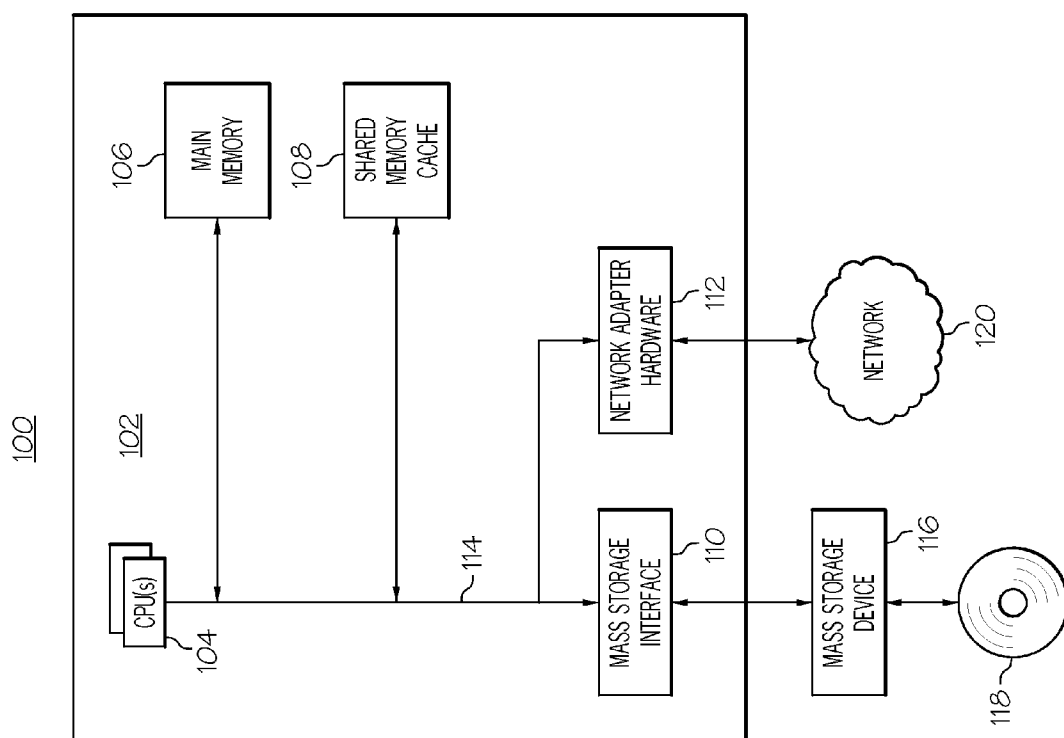 100
102
CPU(s)
104
MAIN
MEMORY
106
SHARED
MEMORY
CACHE
108
114
MASS STORAGE
INTERFACE
110
NETWORK ADAPTER
HARDWARE
112
MASS STORAGE
DEVICE
116
NETWORK
120
118